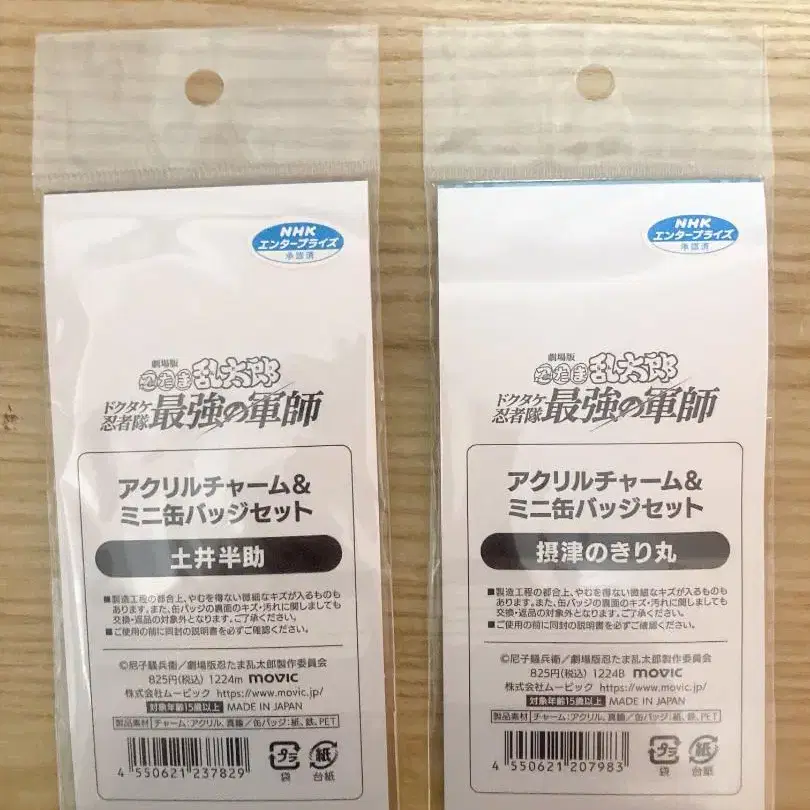 NHK
エンタープライズ
承認済
劇場版
忍たま乱太郎
ドクタケ
忍者隊
最強の軍師
アクリルチャーム&
ミニ缶バッジセット
土井半助
■製造工程の都合上、やむを得ない微細なキズが入るものも
あります。また、缶バッジの裏面のキズ・汚れに関しましても
交換・返品の対象外となります。ご了承ください。
■ご使用の前に同封の説明書を必ずご確認ください。
©尼子騒兵衛/劇場版忍たま乱太郎製作委員会
825円(税込) 1224m movic
株式会社ムービック https://www.movic.jp/
対象年齢15歳以上 MADE IN JAPAN
製品素材 チャーム:アクリル、真鍮/缶バッジ:紙、鉄、PET
4 550621 237829
プラ
袋
紙
台紙
NHK
エンタープライズ
承認済
劇場版
忍たま乱太郎
ドクタケ
忍者隊
最強の軍師
アクリルチャーム&
ミニ缶バッジセット
摂津のきり丸
■製造工程の都合上、やむを得ない微細なキズが入るものも
あります。また、缶バッジの裏面のキズ・汚れに関しましても
交換・返品の対象外となります。ご了承ください。
■ご使用の前に同封の説明書を必ずご確認ください。
©尼子騒兵衛/劇場版忍たま乱太郎製作委員会
825円(税込) 1224B movic
株式会社ムービック https://www.movic.jp/
対象年齢15歳以上 MADE IN JAPAN
製品素材 チャーム:アクリル、真鍮/缶バッジ:紙、鉄、PET
4 550621 207983
プラ
袋
紙
台紙